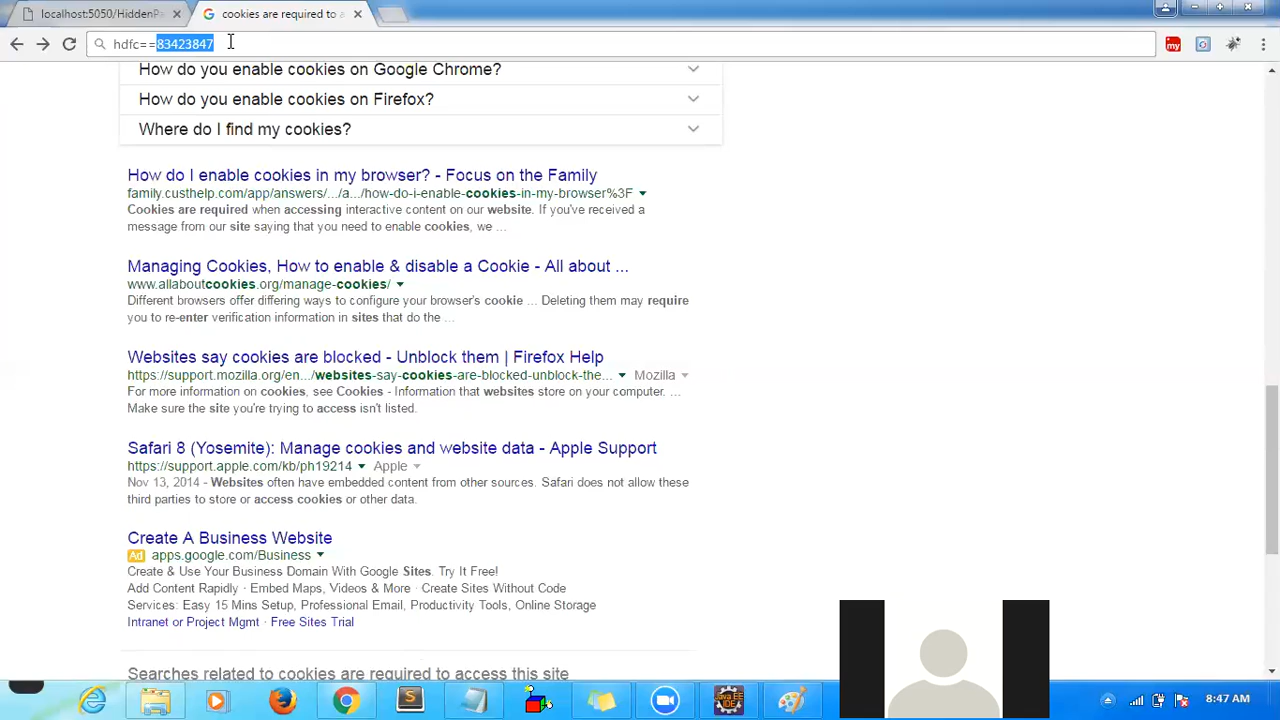 localhost:5050/HiddenPa
cookies are required to a
hdfc==83423847
my
How do you enable cookies on Google Chrome?
How do you enable cookies on Firefox?
Where do I find my cookies?
How do I enable cookies in my browser? - Focus on the Family
family.custhelp.com/app/answers/.../a.../how-do-i-enable-cookies-in-my-browser%3F
Cookies are required when accessing interactive content on our website. If you've received a
message from our site saying that you need to enable cookies, we ...
Managing Cookies, How to enable & disable a Cookie - All about ...
www.allaboutcookies.org/manage-cookies/
Different browsers offer differing ways to configure your browser's cookie ... Deleting them may require
you to re-enter verification information in sites that do the ...
Websites say cookies are blocked - Unblock them | Firefox Help
https://support.mozilla.org/en.../websites-say-cookies-are-blocked-unblock-the... Mozilla
For more information on cookies, see Cookies - Information that websites store on your computer. ...
Make sure the site you're trying to access isn't listed.
Safari 8 (Yosemite): Manage cookies and website data - Apple Support
https://support.apple.com/kb/ph19214 Apple
Nov 13, 2014 - Websites often have embedded content from other sources. Safari does not allow these
third parties to store or access cookies or other data.
Create A Business Website
Ad apps.google.com/Business
Create & Use Your Business Domain With Google Sites. Try It Free!
Add Content Rapidly · Embed Maps, Videos & More · Create Sites Without Code
Services: Easy 15 Mins Setup, Professional Email, Productivity Tools, Online Storage
Intranet or Project Mgmt · Free Sites Trial
Searches related to cookies are required to access this site
Java EE
IDE
8:47 AM